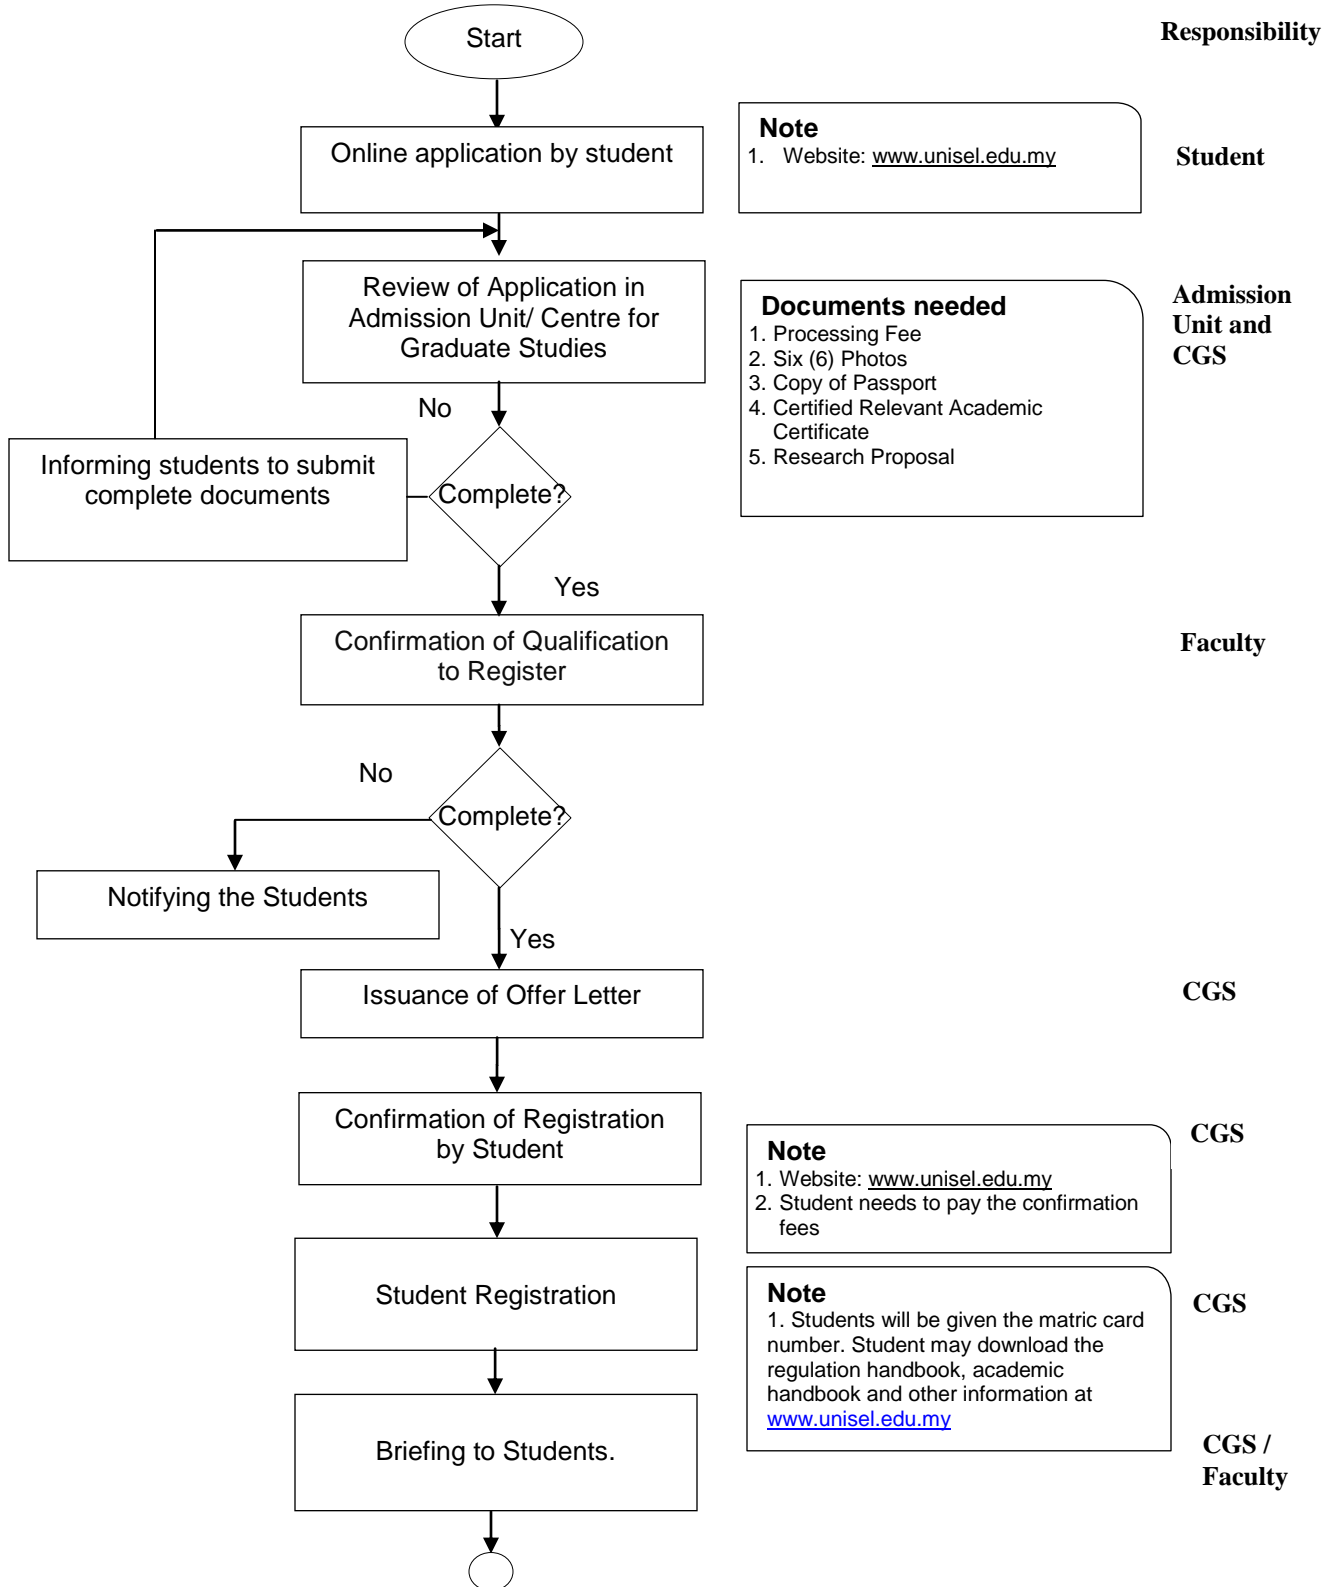 Start
Responsibility
Online application by student
Note
1. Website: www.unisel.edu.my
Student
Review of Application in
Admission Unit/ Centre for
Graduate Studies
Documents needed
1. Processing Fee
2. Six (6) Photos
3. Copy of Passport
4. Certified Relevant Academic
Certificate
5. Research Proposal
Admission
Unit and
CGS
No
Informing students to submit
complete documents
Complete?
Yes
Confirmation of Qualification
to Register
Faculty
No
Complete?
Notifying the Students
Yes
Issuance of Offer Letter
CGS
Confirmation of Registration
by Student
Note
1. Website: www.unisel.edu.my
2. Student needs to pay the confirmation
fees
CGS
Student Registration
Note
1. Students will be given the matric card
number. Student may download the
regulation handbook, academic
handbook and other information at
www.unisel.edu.my
CGS
Briefing to Students.
CGS /
Faculty